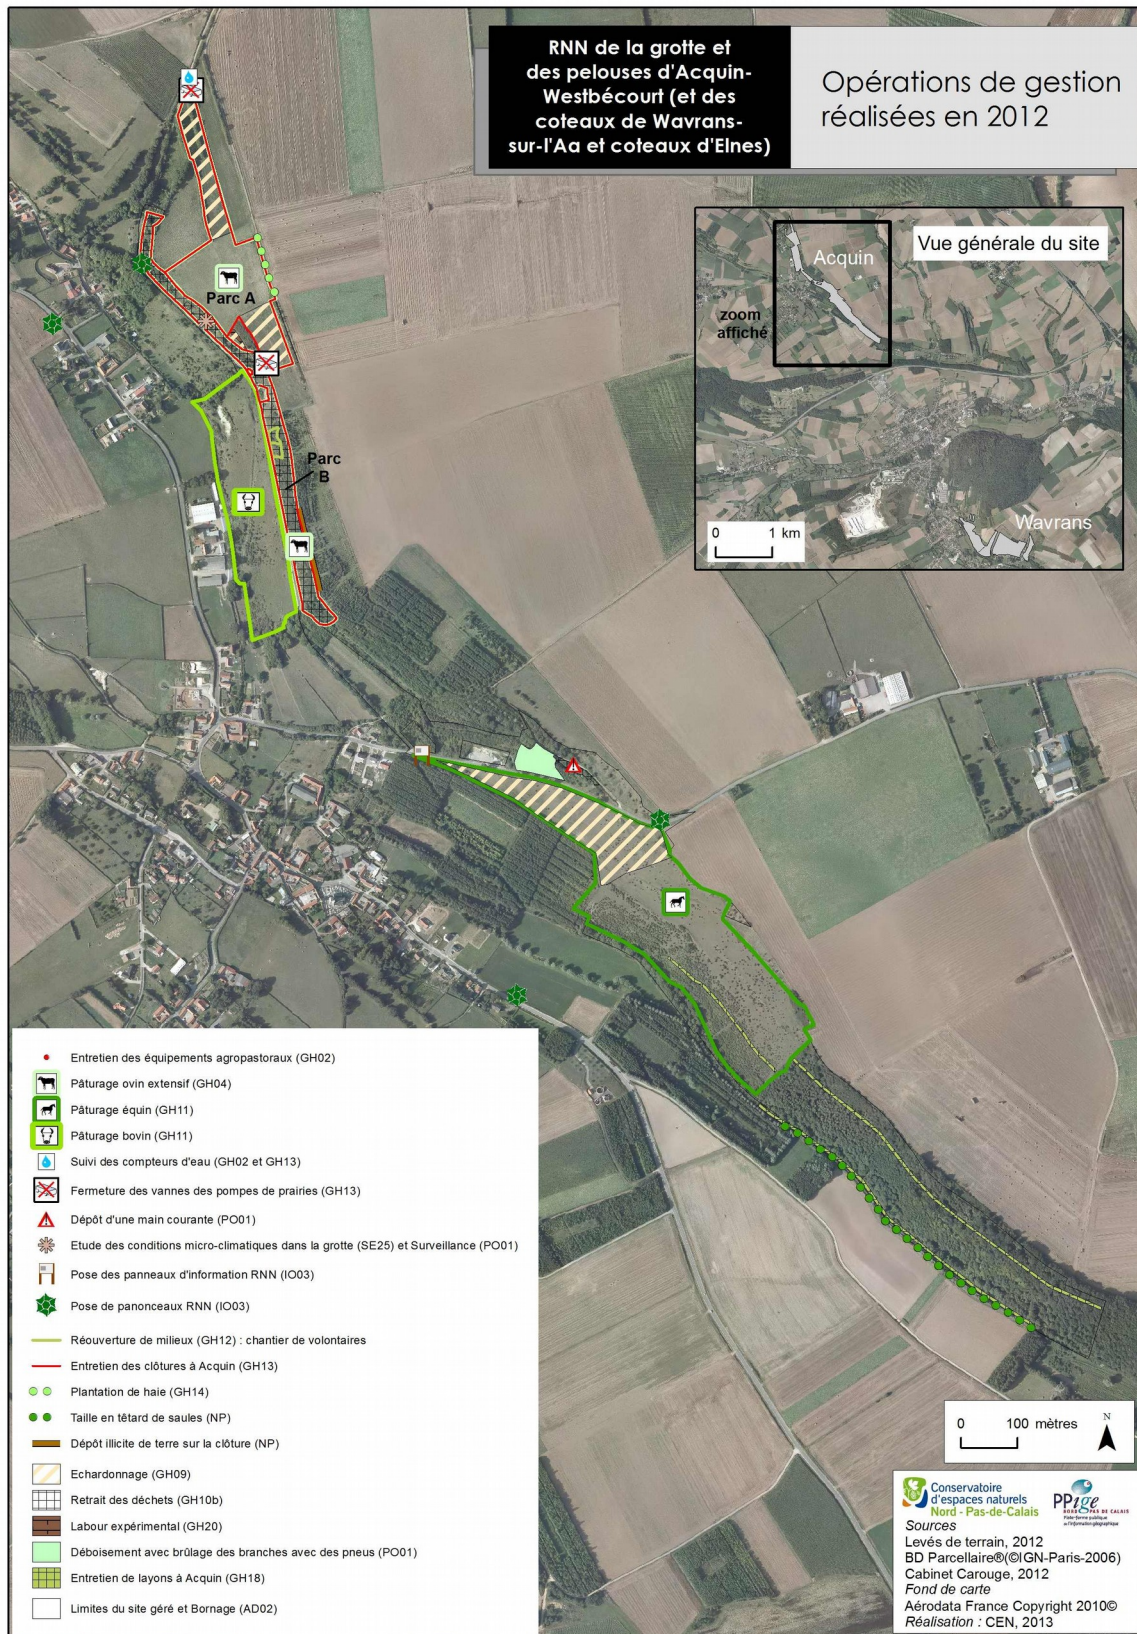 RNN de la grotte et
des pelouses d'Acquin-
Westbécourt (et des
coteaux de Wavrans-
sur-l'Aa et coteaux d'Elnes)
Opérations de gestion
réalisées en 2012
Vue générale du site
Acquin
zoom
affiché
Wavrans
0 1 km
Parc A
Parc
B
Entretien des équipements agropastoraux (GH02)
Pâturage ovin extensif (GH04)
Pâturage équin (GH11)
Pâturage bovin (GH11)
Suivi des compteurs d'eau (GH02 et GH13)
Fermeture des vannes des pompes de prairies (GH13)
Dépôt d'une main courante (PO01)
Etude des conditions micro-climatiques dans la grotte (SE25) et Surveillance (PO01)
Pose des panneaux d'information RNN (IO03)
Pose de panonceaux RNN (IO03)
Réouverture de milieux (GH12) : chantier de volontaires
Entretien des clôtures à Acquin (GH13)
Plantation de haie (GH14)
Taille en têtard de saules (NP)
Dépôt illicite de terre sur la clôture (NP)
Echardonnage (GH09)
Retrait des déchets (GH10b)
Labour expérimental (GH20)
Déboisement avec brûlage des branches avec des pneus (PO01)
Entretien de layons à Acquin (GH18)
Limites du site géré et Bornage (AD02)
0 100 mètres
N
Conservatoire
d'espaces naturels
Nord - Pas-de-Calais
PPige
NORD PAS DE CALAIS
Plate-forme publique
de l'information géographique
Sources
Levés de terrain, 2012
BD Parcellaire®(©IGN-Paris-2006)
Cabinet Carouge, 2012
Fond de carte
Aérodata France Copyright 2010©
Réalisation : CEN, 2013